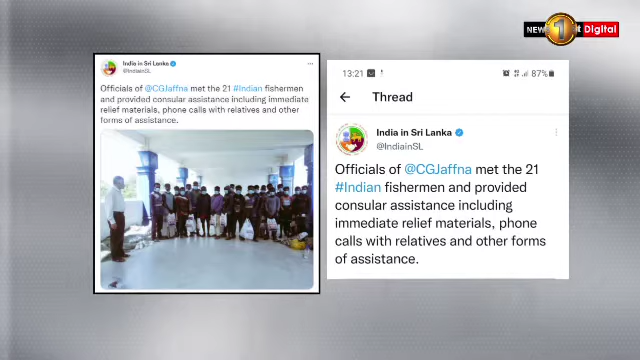 NEWS 1st Digital
India in Sri Lanka
@IndiainSL
Officials of @CGJaffna met the 21 #Indian fishermen
and provided consular assistance including immediate
relief materials, phone calls with relatives and other
forms of assistance.
13:21
87%
Thread
India in Sri Lanka
@IndiainSL
Officials of @CGJaffna met the 21
#Indian fishermen and provided
consular assistance including
immediate relief materials, phone
calls with relatives and other forms
of assistance.